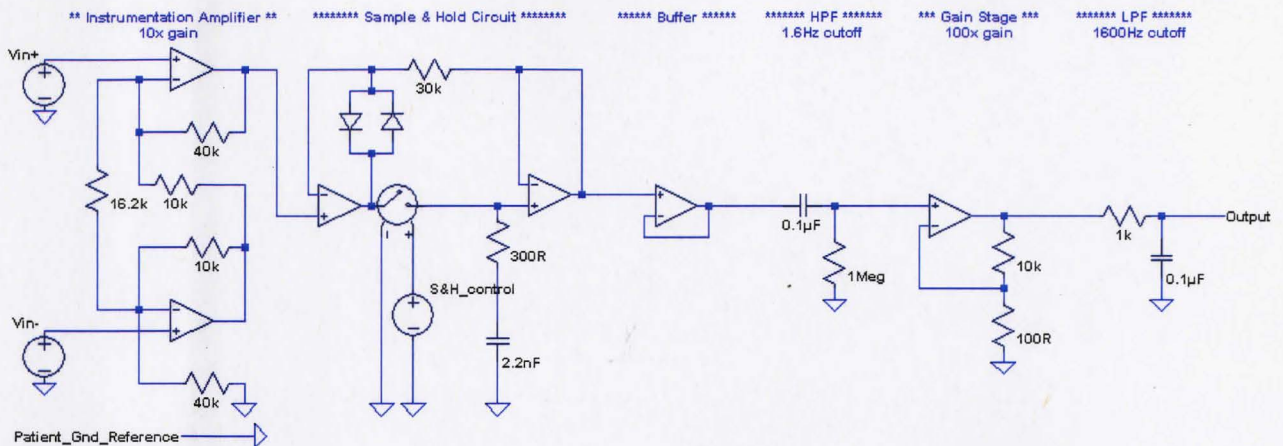 ** Instrumentation Amplifier **
10x gain
******** Sample & Hold Circuit ********
****** Buffer ******
******* HPF *******
1.6Hz cutoff
*** Gain Stage ***
100x gain
******* LPF *******
1600Hz cutoff
Vin+
30k
40k
16.2k
10k
10k
0.1µF
1k
Output
300R
1Meg
10k
0.1µF
S&H_control
Vin-
100R
2.2nF
40k
Patient_Gnd_Reference